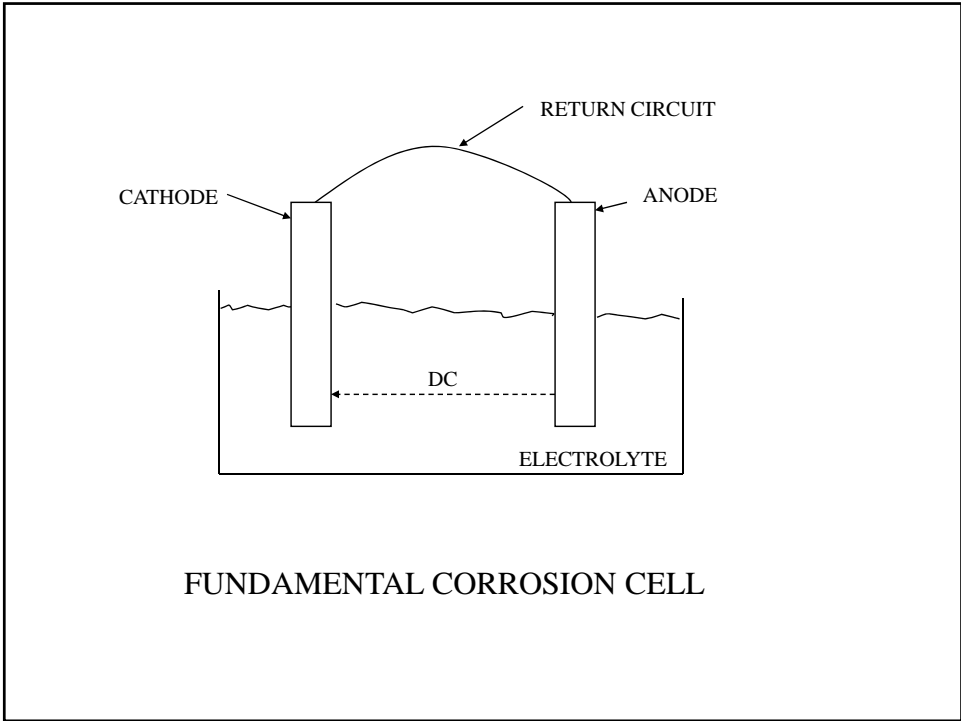 RETURN CIRCUIT
CATHODE
ANODE
DC
ELECTROLYTE
FUNDAMENTAL CORROSION CELL